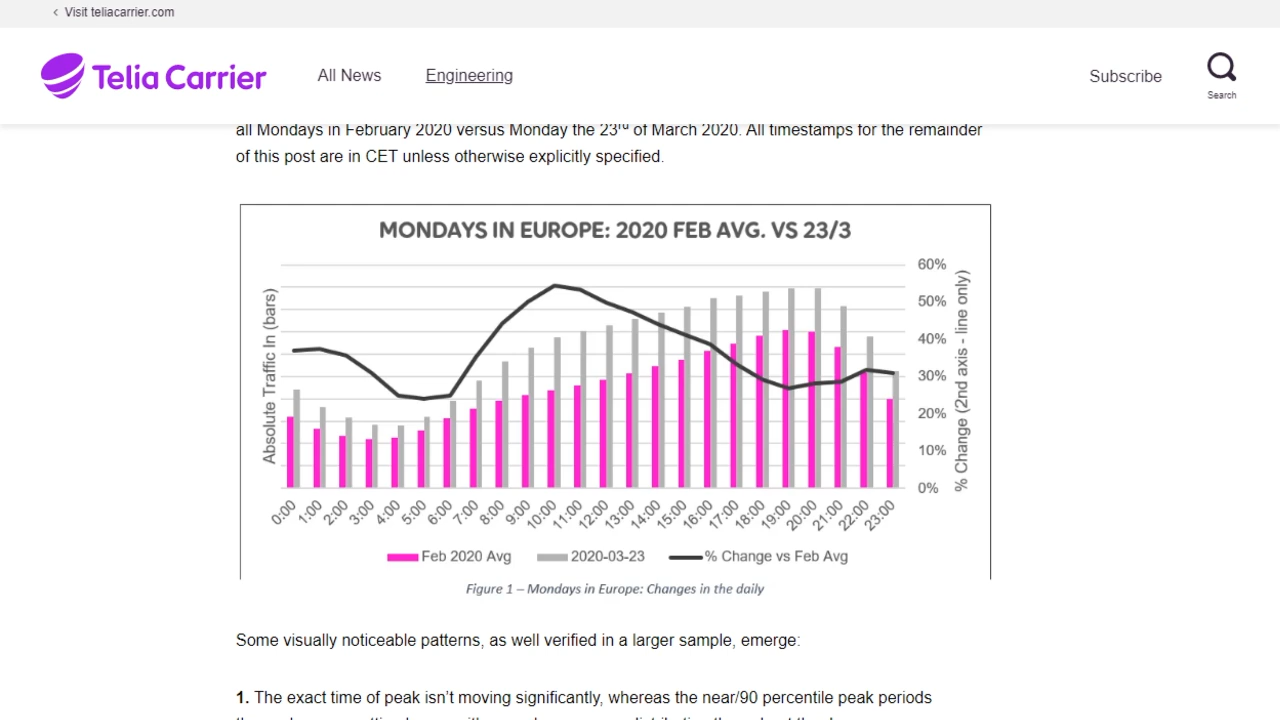 ‹ Visit teliacarrier.com
Telia Carrier All News Engineering Subscribe
Search
all Mondays in February 2020 versus Monday the 23rd of March 2020. All timestamps for the remainder
of this post are in CET unless otherwise explicitly specified.
MONDAYS IN EUROPE: 2020 FEB AVG. VS 23/3
Absolute Traffic In (bars)
60%
50%
40%
30%
20%
10%
0%
% Change (2nd axis - line only)
0:00 1:00 2:00 3:00 4:00 5:00 6:00 7:00 8:00 9:00 10:00 11:00 12:00 13:00 14:00 15:00 16:00 17:00 18:00 19:00 20:00 21:00 22:00 23:00
Feb 2020 Avg 2020-03-23 % Change vs Feb Avg
Figure 1 – Mondays in Europe: Changes in the daily
Some visually noticeable patterns, as well verified in a larger sample, emerge:
1. The exact time of peak isn't moving significantly, whereas the near/90 percentile peak periods